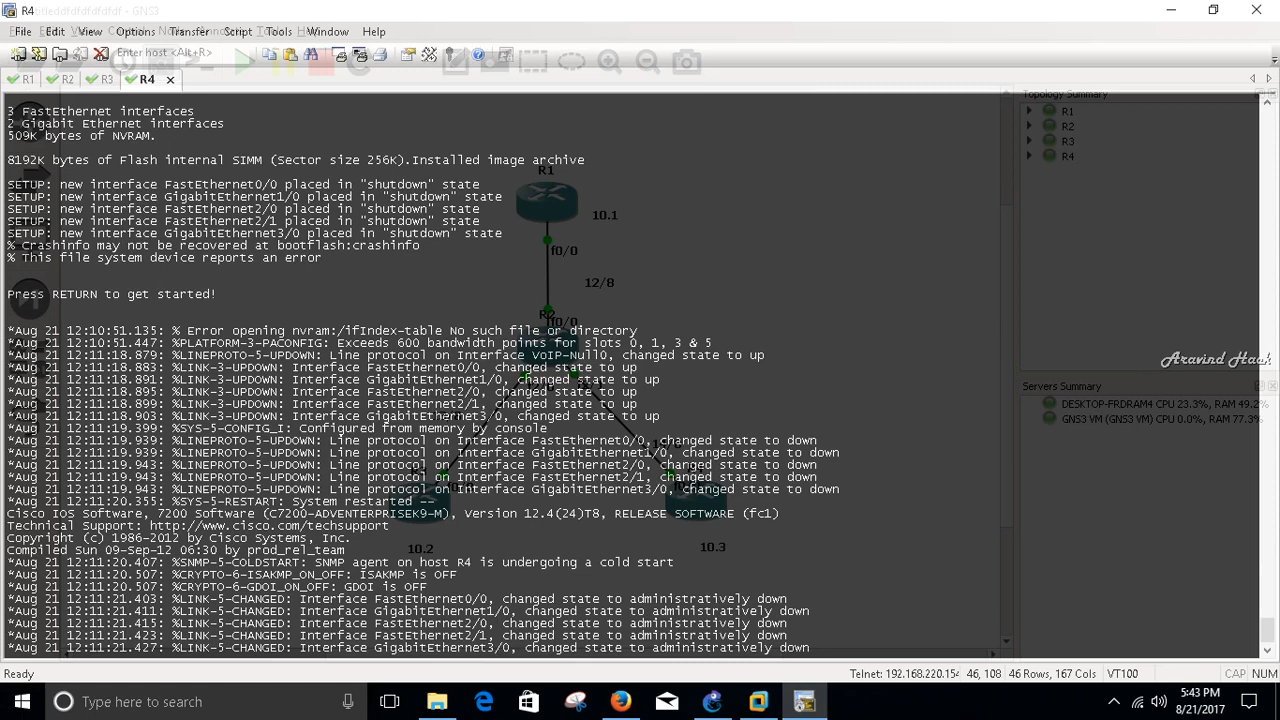 R4
untitleddfdfdfdfdfdf - GNS3
File Edit View Options Transfer Script Tools Window Help
Enter host <Alt+R>
R1 R2 R3 R4
3 FastEthernet interfaces
2 Gigabit Ethernet interfaces
509K bytes of NVRAM.
8192K bytes of Flash internal SIMM (Sector size 256K).Installed image archive
SETUP: new interface FastEthernet0/0 placed in "shutdown" state
SETUP: new interface GigabitEthernet1/0 placed in "shutdown" state
SETUP: new interface FastEthernet2/0 placed in "shutdown" state
SETUP: new interface FastEthernet2/1 placed in "shutdown" state
SETUP: new interface GigabitEthernet3/0 placed in "shutdown" state
% Crashinfo may not be recovered at bootflash:crashinfo
% This file system device reports an error
Press RETURN to get started!
*Aug 21 12:10:51.135: % Error opening nvram:/ifIndex-table No such file or directory
*Aug 21 12:10:51.447: %PLATFORM-3-PACONFIG: Exceeds 600 bandwidth points for slots 0, 1, 3 & 5
*Aug 21 12:11:18.879: %LINEPROTO-5-UPDOWN: Line protocol on Interface VoIP-Null0, changed state to up
*Aug 21 12:11:18.883: %LINK-3-UPDOWN: Interface FastEthernet0/0, changed state to up
*Aug 21 12:11:18.891: %LINK-3-UPDOWN: Interface GigabitEthernet1/0, changed state to up
*Aug 21 12:11:18.895: %LINK-3-UPDOWN: Interface FastEthernet2/0, changed state to up
*Aug 21 12:11:18.899: %LINK-3-UPDOWN: Interface FastEthernet2/1, changed state to up
*Aug 21 12:11:18.903: %LINK-3-UPDOWN: Interface GigabitEthernet3/0, changed state to up
*Aug 21 12:11:19.399: %SYS-5-CONFIG_I: Configured from memory by console
*Aug 21 12:11:19.939: %LINEPROTO-5-UPDOWN: Line protocol on Interface FastEthernet0/0, changed state to down
*Aug 21 12:11:19.939: %LINEPROTO-5-UPDOWN: Line protocol on Interface GigabitEthernet1/0, changed state to down
*Aug 21 12:11:19.943: %LINEPROTO-5-UPDOWN: Line protocol on Interface FastEthernet2/0, changed state to down
*Aug 21 12:11:19.943: %LINEPROTO-5-UPDOWN: Line protocol on Interface FastEthernet2/1, changed state to down
*Aug 21 12:11:19.943: %LINEPROTO-5-UPDOWN: Line protocol on Interface GigabitEthernet3/0, changed state to down
*Aug 21 12:11:20.355: %SYS-5-RESTART: System restarted --
Cisco IOS Software, 7200 Software (C7200-ADVENTERPRISEK9-M), Version 12.4(24)T8, RELEASE SOFTWARE (fc1)
Technical Support: http://www.cisco.com/techsupport
Copyright (c) 1986-2012 by Cisco Systems, Inc.
Compiled Sun 09-Sep-12 06:30 by prod_rel_team
*Aug 21 12:11:20.407: %SNMP-5-COLDSTART: SNMP agent on host R4 is undergoing a cold start
*Aug 21 12:11:20.507: %CRYPTO-6-ISAKMP_ON_OFF: ISAKMP is OFF
*Aug 21 12:11:20.507: %CRYPTO-6-GDOI_ON_OFF: GDOI is OFF
*Aug 21 12:11:21.403: %LINK-5-CHANGED: Interface FastEthernet0/0, changed state to administratively down
*Aug 21 12:11:21.411: %LINK-5-CHANGED: Interface GigabitEthernet1/0, changed state to administratively down
*Aug 21 12:11:21.415: %LINK-5-CHANGED: Interface FastEthernet2/0, changed state to administratively down
*Aug 21 12:11:21.423: %LINK-5-CHANGED: Interface FastEthernet2/1, changed state to administratively down
*Aug 21 12:11:21.427: %LINK-5-CHANGED: Interface GigabitEthernet3/0, changed state to administratively down
R1
10.1
f0/0
12/8
R2
f0/0
10.2
10.3
Topology Summary
R1
R2
R3
R4
Aravind Haek
Servers Summary
DESKTOP-FRDRAM4 CPU 23.3%, RAM 49.2%
GNS3 VM (GNS3 VM) CPU 0.0%, RAM 77.3%
Ready
Telnet: 192.168.220.154 46, 108 46 Rows, 167 Cols VT100 CAP NUM
Type here to search
5:43 PM
8/21/2017